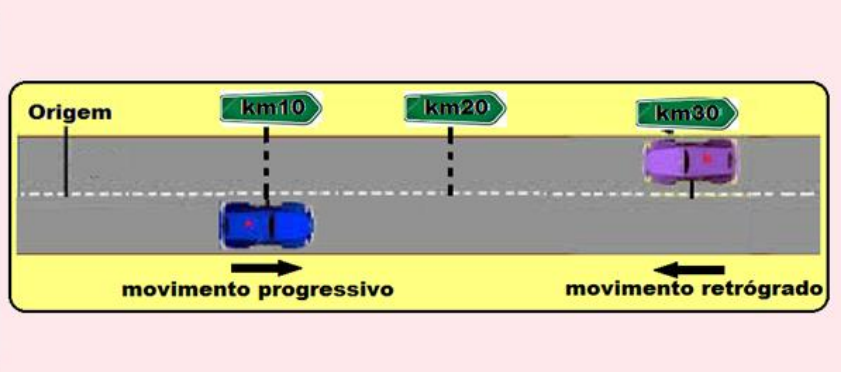 Origem
km10
km20
km30
movimento progressivo
movimento retrógrado